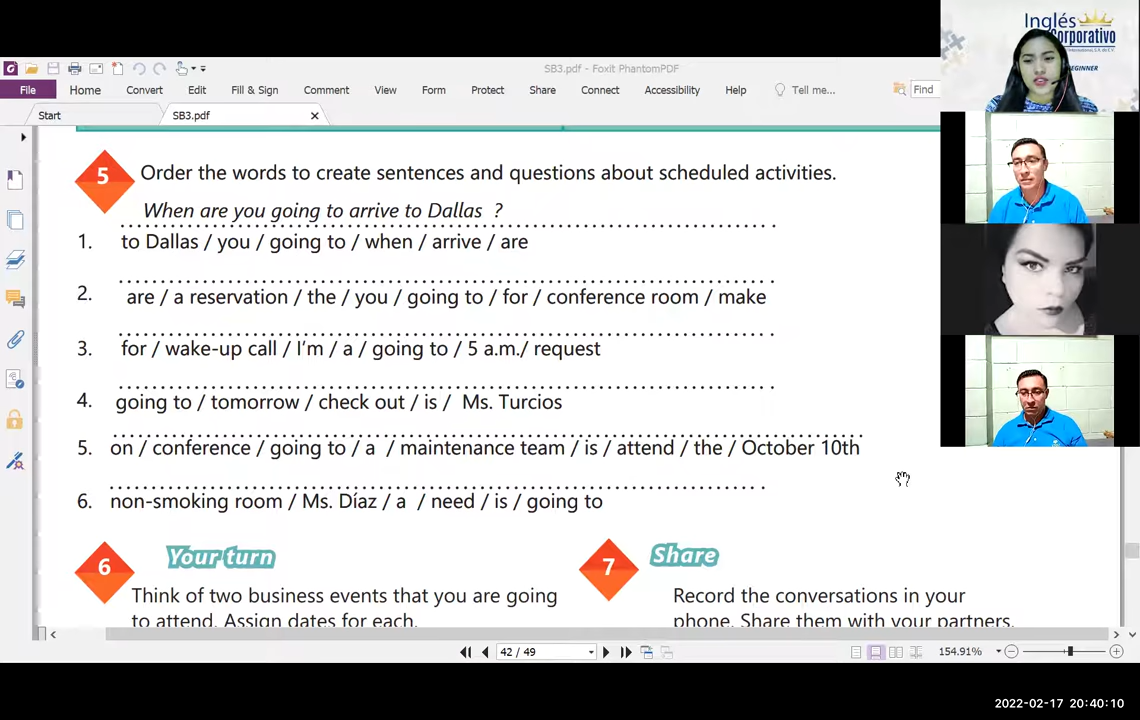 Inglés
Corporativo
BEGINNER
SB3.pdf - Foxit PhantomPDF
File Home Convert Edit Fill & Sign Comment View Form Protect Share Connect Accessibility Help Tell me... Find
Start SB3.pdf
5 Order the words to create sentences and questions about scheduled activities.
When are you going to arrive to Dallas ?
1. to Dallas / you / going to / when / arrive / are
2. are / a reservation / the / you / going to / for / conference room / make
3. for / wake-up call / I'm / a / going to / 5 a.m./ request
4. going to / tomorrow / check out / is / Ms. Turcios
5. on / conference / going to / a / maintenance team / is / attend / the / October 10th
6. non-smoking room / Ms. Díaz / a / need / is / going to
6 Your turn
Think of two business events that you are going
to attend. Assign dates for each.
7 Share
Record the conversations in your
phone. Share them with your partners.
42 / 49
154.91%
2022-02-17 20:40:10